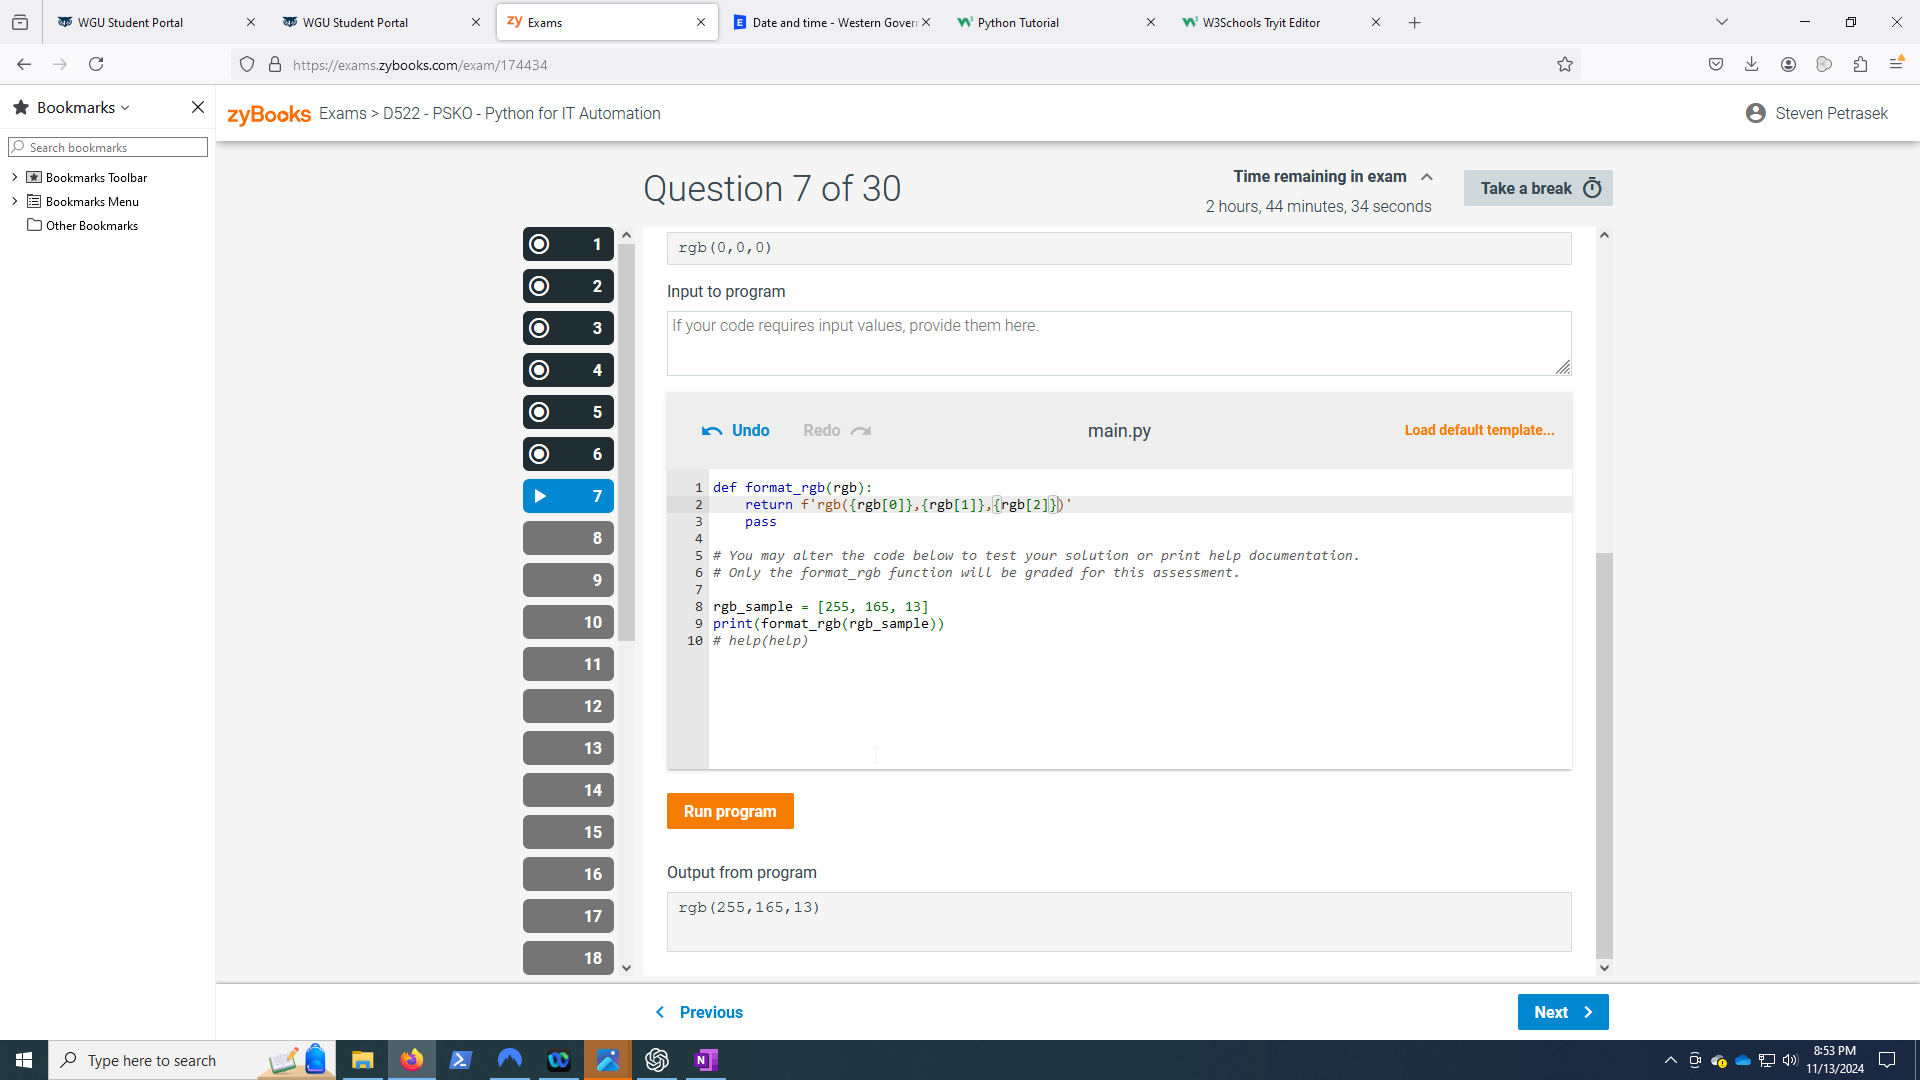 WGU Student Portal
WGU Student Portal
zy Exams
Date and time - Western Gover
Python Tutorial
W3Schools Tryit Editor
https://exams.zybooks.com/exam/174434
Bookmarks
zyBooks Exams > D522 - PSKO - Python for IT Automation
Steven Petrasek
Search bookmarks
Bookmarks Toolbar
Bookmarks Menu
Other Bookmarks
Question 7 of 30
Time remaining in exam
2 hours, 44 minutes, 34 seconds
Take a break
1
2
3
4
5
6
7
8
9
10
11
12
13
14
15
16
17
18
rgb(0,0,0)
Input to program
If your code requires input values, provide them here.
Undo
Redo
main.py
Load default template...
1 def format_rgb(rgb):
2     return f'rgb({rgb[0]},{rgb[1]},{rgb[2]})'
3     pass
4
5 # You may alter the code below to test your solution or print help documentation.
6 # Only the format_rgb function will be graded for this assessment.
7
8 rgb_sample = [255, 165, 13]
9 print(format_rgb(rgb_sample))
10 # help(help)
Run program
Output from program
rgb(255,165,13)
Previous
Next
Type here to search
8:53 PM
11/13/2024